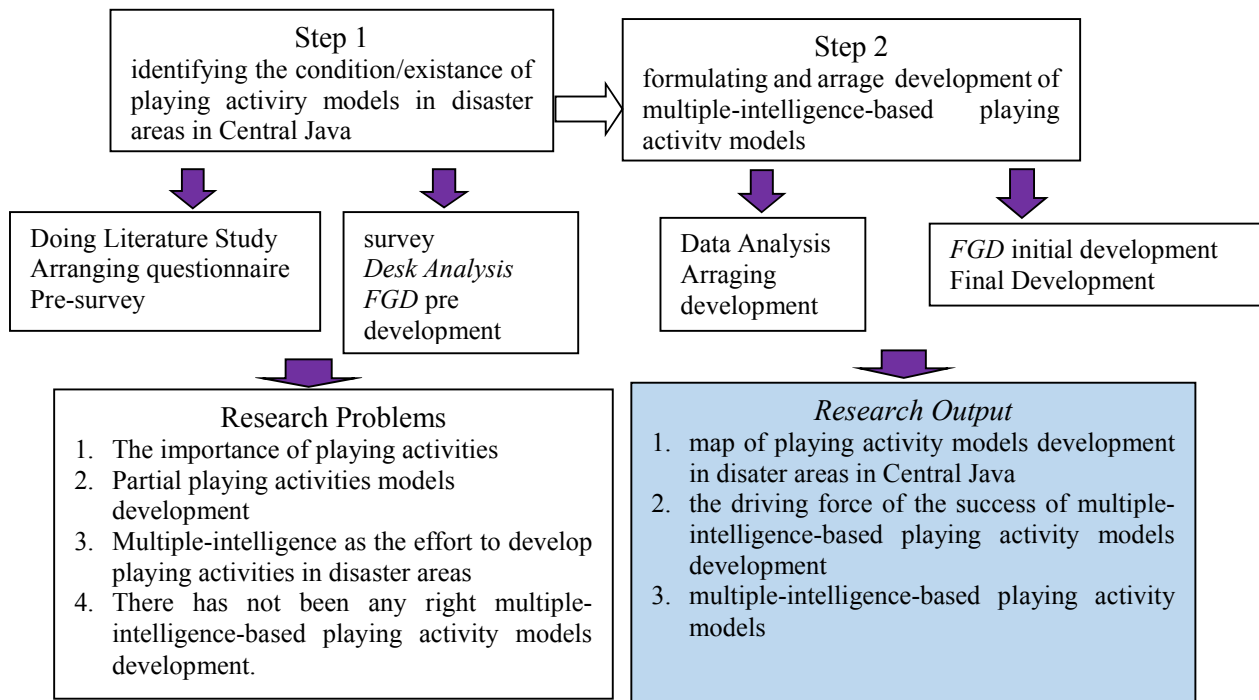 Step 1
identifying the condition/existance of
playing activiry models in disaster
areas in Central Java
Step 2
formulating and arrage development of
multiple-intelligence-based playing
activity models
Doing Literature Study
Arranging questionnaire
Pre-survey
survey
Desk Analysis
FGD pre
development
Data Analysis
Arraging
development
FGD initial development
Final Development
Research Problems
1. The importance of playing activities
2. Partial playing activities models
development
3. Multiple-intelligence as the effort to develop
playing activities in disaster areas
4. There has not been any right multiple-
intelligence-based playing activity models
development.
Research Output
1. map of playing activity models development
in disater areas in Central Java
2. the driving force of the success of multiple-
intelligence-based playing activity models
development
3. multiple-intelligence-based playing activity
models